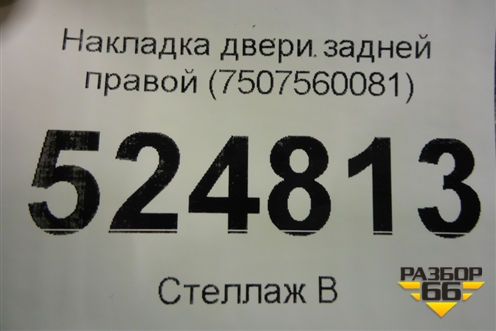 Накладка двери задней
правой (7507560081)
524813
Стеллаж В
РАЗБОР
66